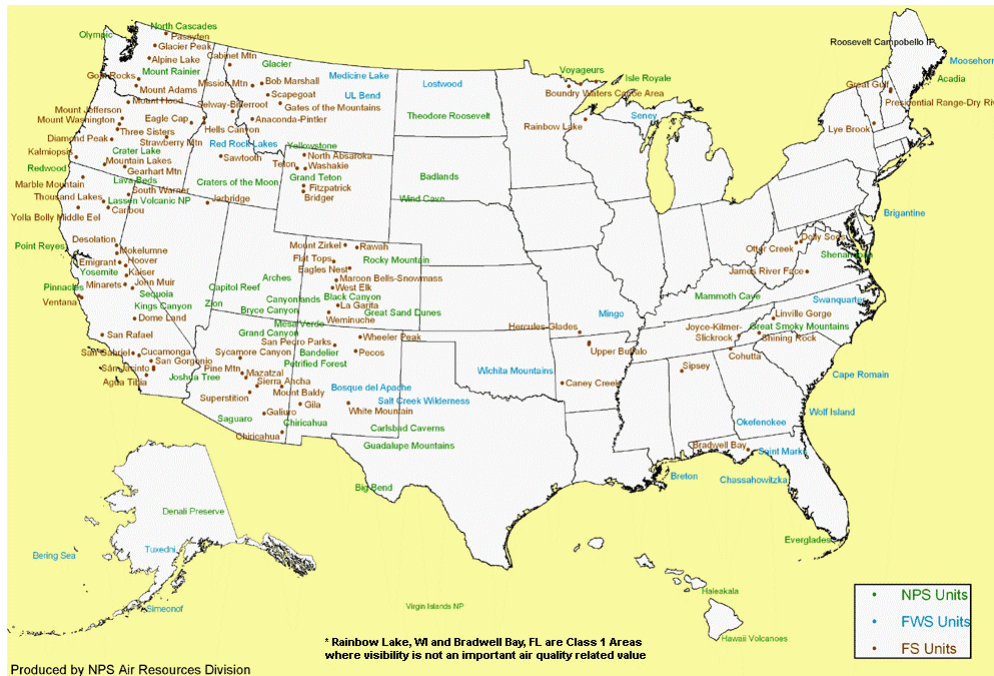 North Cascades
Olympic
Pasayten
Glacier Peak
Alpine Lake
Cabinet Mtn
Glacier
Goat Rocks
Mount Rainier
Mission Mtn
Bob Marshall
Medicine Lake
Lostwood
Mount Adams
Scapegoat
UL Bend
Mount Hood
Selway-Bitterroot
Gates of the Mountains
Mount Jefferson
Mount Washington
Eagle Cap
Anaconda-Pintler
Theodore Roosevelt
Three Sisters
Hells Canyon
Diamond Peak
Strawberry Mtn
Red Rock Lakes
Yellowstone
Kalmiopsis
Crater Lake
Sawtooth
North Absaroka
Mountain Lakes
Teton
Washakie
Redwood
Gearhart Mtn
Grand Teton
Badlands
Marble Mountain
Lava Beds
Craters of the Moon
Fitzpatrick
South Warner
Bridger
Wind Cave
Thousand Lakes
Lassen Volcanic NP
Jarbridge
Caribou
Yolla Bolly Middle Eel
Voyageurs
Isle Royale
Boundry Waters Canoe Area
Rainbow Lake
Seney
Roosevelt Campobello IP
Moosehorn
Acadia
Great Gulf
Presidential Range-Dry Riv
Lye Brook
Brigantine
Point Reyes
Desolation
Mokelumne
Emigrant
Hoover
Yosemite
Kaiser
Pinnacles
Minarets
John Muir
Ventana
Sequoia
Kings Canyon
Dome Land
San Rafael
San Gabriel
Cucamonga
San Gorgonio
San Jacinto
Agua Tibia
Joshua Tree
Mount Zirkel
Rawah
Flat Tops
Rocky Mountain
Eagles Nest
Arches
Maroon Bells-Snowmass
Capitol Reef
West Elk
Canyonlands
Black Canyon
Zion
La Garita
Bryce Canyon
Great Sand Dunes
Weminuche
Mesa Verde
Grand Canyon
Wheeler Peak
San Pedro Parks
Sycamore Canyon
Bandelier
Pecos
Petrified Forest
Pine Mtn
Mazatzal
Sierra Ancha
Bosque del Apache
Superstition
Mount Baldy
Salt Creek Wilderness
Gila
White Mountain
Galiuro
Saguaro
Chiricahua
Carlsbad Caverns
Chiricahua
Guadalupe Mountains
Big Bend
Wichita Mountains
Hercules-Glades
Mingo
Upper Buffalo
Caney Creek
Dolly Sods
Otter Creek
Shenandoah
James River Face
Mammoth Cave
Swanquarter
Linville Gorge
Joyce-Kilmer-
Slickrock
Great Smoky Mountains
Shining Rock
Cohutta
Sipsey
Cape Romain
Wolf Island
Okefenokee
Bradwell Bay
Saint Marks
Breton
Chassahowitzka
Everglades
Denali Preserve
Bering Sea
Tuxedni
Simeonof
Virgin Islands NP
Haleakala
Hawaii Volcanoes
NPS Units
FWS Units
FS Units
* Rainbow Lake, WI and Bradwell Bay, FL are Class 1 Areas
where visibility is not an important air quality related value
Produced by NPS Air Resources Division